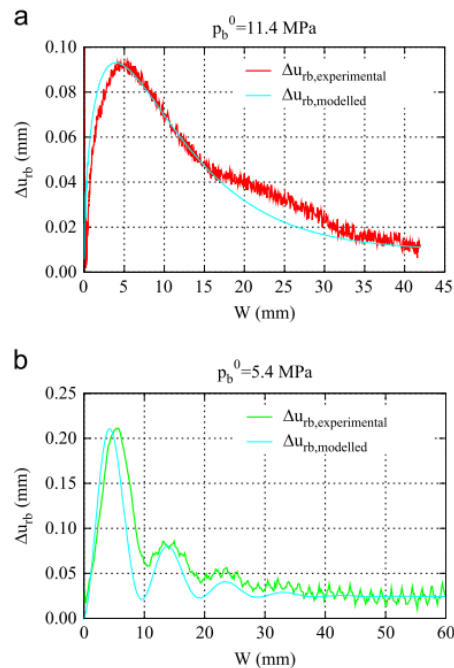 a
p_b^0=11.4 MPa
Δu_rb,experimental
Δu_rb,modelled
Δu_rb (mm)
0.10
0.08
0.06
0.04
0.02
0.00
0 5 10 15 20 25 30 35 40 45
W (mm)
b
p_b^0=5.4 MPa
Δu_rb,experimental
Δu_rb,modelled
Δu_rb (mm)
0.25
0.20
0.15
0.10
0.05
0.00
0 10 20 30 40 50 60
W (mm)